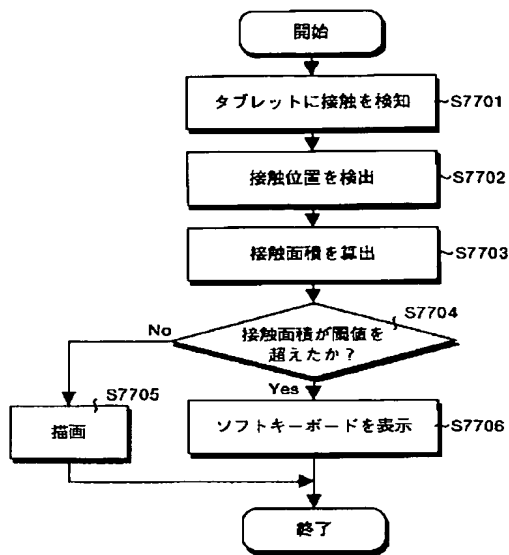 開始
タブレットに接触を検知
S7701
接触位置を検出
S7702
接触面積を算出
S7703
S7704
接触面積が閾値を
超えたか?
No
Yes
S7705
描画
ソフトキーボードを表示
S7706
終了